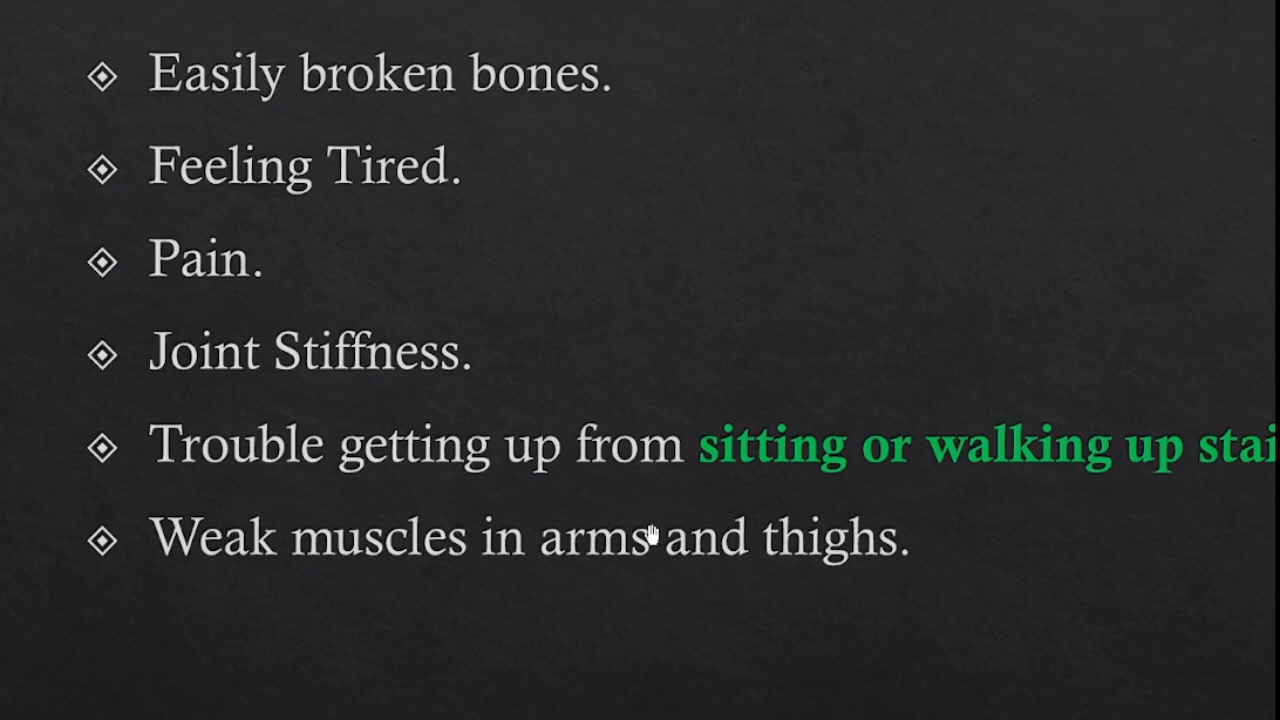 Easily broken bones.
Feeling Tired.
Pain.
Joint Stiffness.
Trouble getting up from sitting or walking up
Weak muscles in arms and thighs.